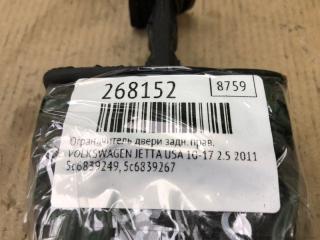 268152
8759
Ограничитель двери задн.прав.
VOLKSWAGEN JETTA USA 10-17 2.5 2011
5c6839249, 5c6839267